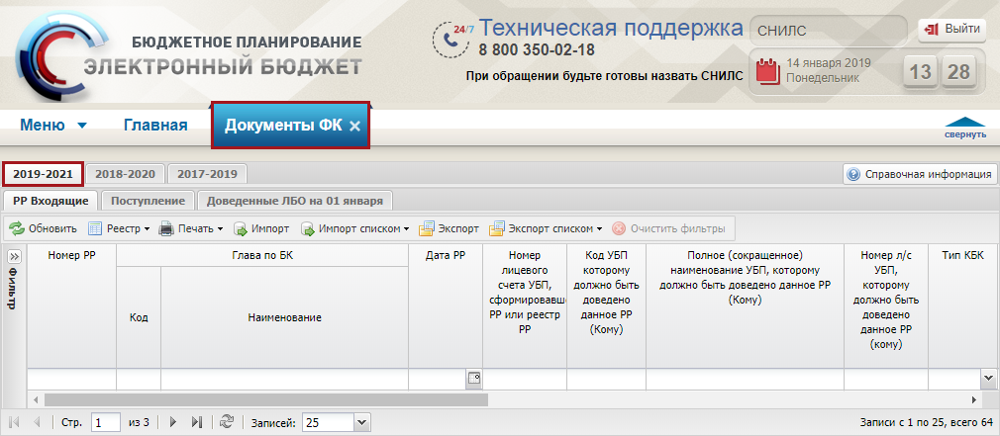 БЮДЖЕТНОЕ ПЛАНИРОВАНИЕ
ЭЛЕКТРОННЫЙ БЮДЖЕТ
24/7
Техническая поддержка
8 800 350-02-18
При обращении будьте готовы назвать СНИЛС
СНИЛС
Выйти
14 января 2019
Понедельник
13 28
Меню
Главная
Документы ФК
свернуть
2019-2021
2018-2020
2017-2019
Справочная информация
РР Входящие
Поступление
Доведенные ЛБО на 01 января
Обновить
Реестр
Печать
Импорт
Импорт списком
Экспорт
Экспорт списком
Очистить фильтры
Фильтр
Номер РР
Глава по БК
Код
Наименование
Дата РР
Номер
лицевого
счета УБП,
сформировавш
РР или реестр
РР
Код УБП
которому
должно быть
доведено
данное РР
(Кому)
Полное (сокращенное)
наименование УБП, которому
должно быть доведено данное РР
(Кому)
Номер л/с
УБП,
которому
должно быть
доведено
данное РР
(кому)
Тип КБК
Стр. 1 из 3
Записей: 25
Записи с 1 по 25, всего 64